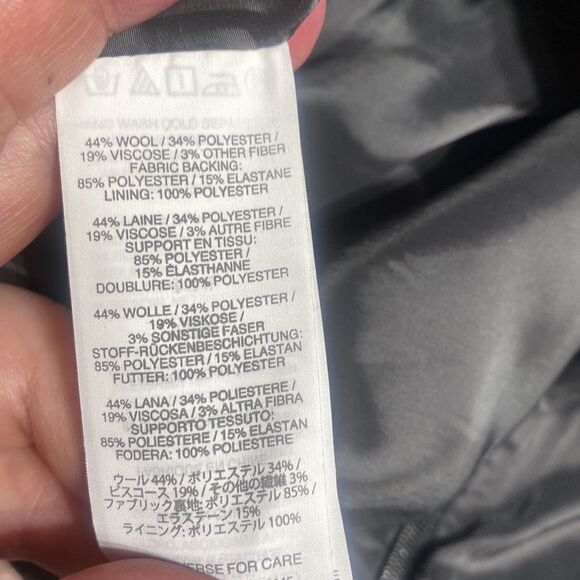 44% WOOL / 34% POLYESTER /
19% VISCOSE / 3% OTHER FIBER
FABRIC BACKING:
85% POLYESTER / 15% ELASTANE
LINING: 100% POLYESTER
44% LAINE / 34% POLYESTER /
19% VISCOSE / 3% AUTRE FIBRE
SUPPORT EN TISSU:
85% POLYESTER /
15% ÉLASTHANNE
DOUBLURE: 100% POLYESTER
44% WOLLE / 34% POLYESTER /
19% VISKOSE /
3% SONSTIGE FASER
STOFF-RÜCKENBESCHICHTUNG:
85% POLYESTER / 15% ELASTAN
FUTTER: 100% POLYESTER
44% LANA / 34% POLIESTERE /
19% VISCOSA / 3% ALTRA FIBRA
SUPPORTO TESSUTO:
85% POLIESTERE / 15% ELASTAN
FODERA: 100% POLIESTERE
ウール 44% / ポリエステル 34% /
ビスコース 19% / その他の繊維 3%
ファブリック裏地: ポリエステル 85% /
エラステーン 15%
ライニング: ポリエステル 100%
VERSE FOR CARE